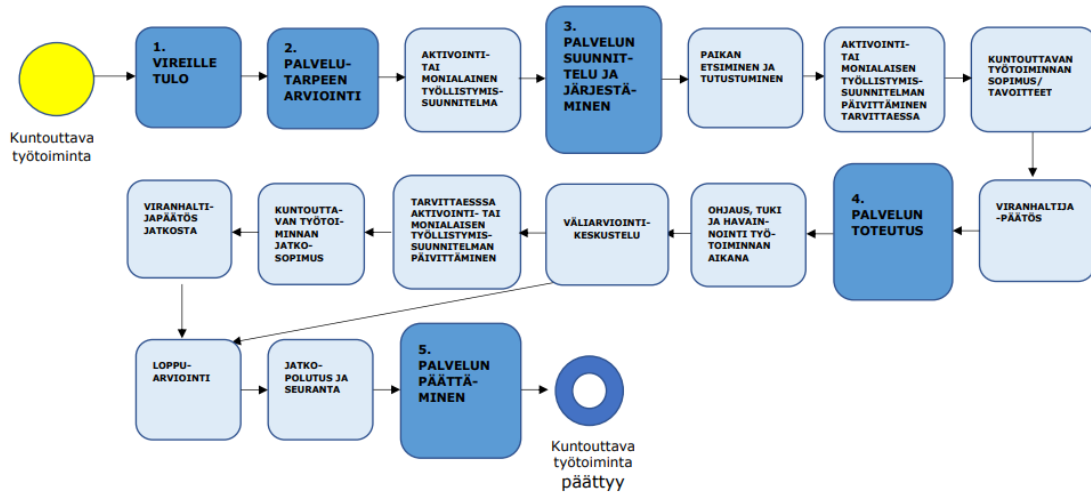 Kuntouttava
työtoiminta
1.
VIREILLE
TULO
2.
PALVELU-
TARPEEN
ARVIOINTI
AKTIVOINTI-
TAI
MONIALAINEN
TYÖLLISTYMIS-
SUUNNITELMA
3.
PALVELUN
SUUNNIT-
TELU JA
JÄRJESTÄ-
MINEN
PAIKAN
ETSIMINEN JA
TUTUSTUMINEN
AKTIVOINTI-
TAI
MONIALAISEN
TYÖLLISTYMIS-
SUUNNITELMAN
PÄIVITTÄMINEN
TARVITTAESSA
KUNTOUTTAVAN
TYÖTOIMINNAN
SOPIMUS/
TAVOITTEET
VIRANHALTIJA
-PÄÄTÖS
4.
PALVELUN
TOTEUTUS
OHJAUS, TUKI
JA HAVAIN-
NOINTI TYÖ-
TOIMINNAN
AIKANA
VÄLIARVIOINTI-
KESKUSTELU
TARVITTAESSSA
AKTIVOINTI- TAI
MONIALAISEN
TYÖLLISTYMIS-
SUUNNITELMAN
PÄIVITTÄMINEN
KUNTOUTTA-
VAN TYÖTOI-
MINNAN
JATKO-
SOPIMUS
VIRANHALTI-
JAPÄÄTÖS
JATKOSTA
LOPPU-
ARVIOINTI
JATKO-
POLUTUS JA
SEURANTA
5.
PALVELUN
PÄÄTTÄ-
MINEN
Kuntouttava
työtoiminta
päättyy